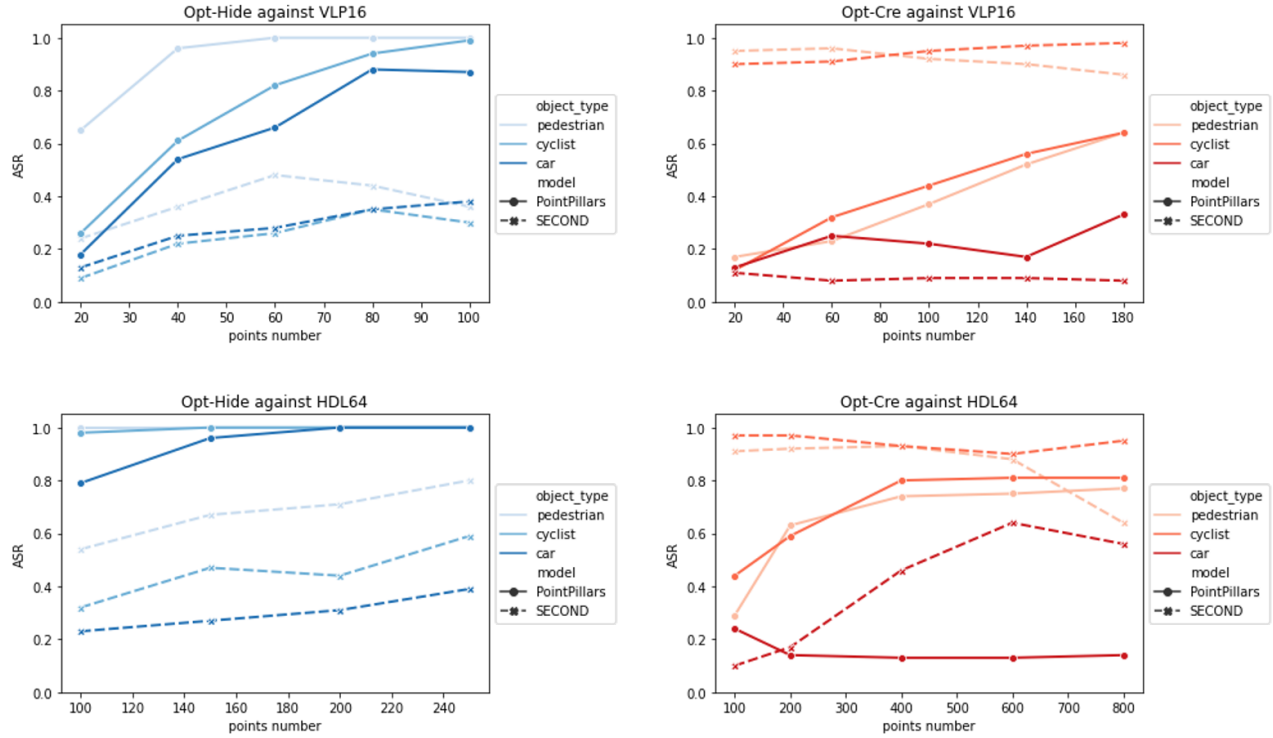 Opt-Hide against VLP16
1.0
0.8
0.6
0.4
0.2
0.0
ASR
20 30 40 50 60 70 80 90 100
points number
object_type
pedestrian
cyclist
car
model
PointPillars
SECOND
Opt-Cre against VLP16
1.0
0.8
0.6
0.4
0.2
0.0
ASR
20 40 60 80 100 120 140 160 180
points number
object_type
pedestrian
cyclist
car
model
PointPillars
SECOND
Opt-Hide against HDL64
1.0
0.8
0.6
0.4
0.2
0.0
ASR
100 120 140 160 180 200 220 240
points number
object_type
pedestrian
cyclist
car
model
PointPillars
SECOND
Opt-Cre against HDL64
1.0
0.8
0.6
0.4
0.2
0.0
ASR
100 200 300 400 500 600 700 800
points number
object_type
pedestrian
cyclist
car
model
PointPillars
SECOND